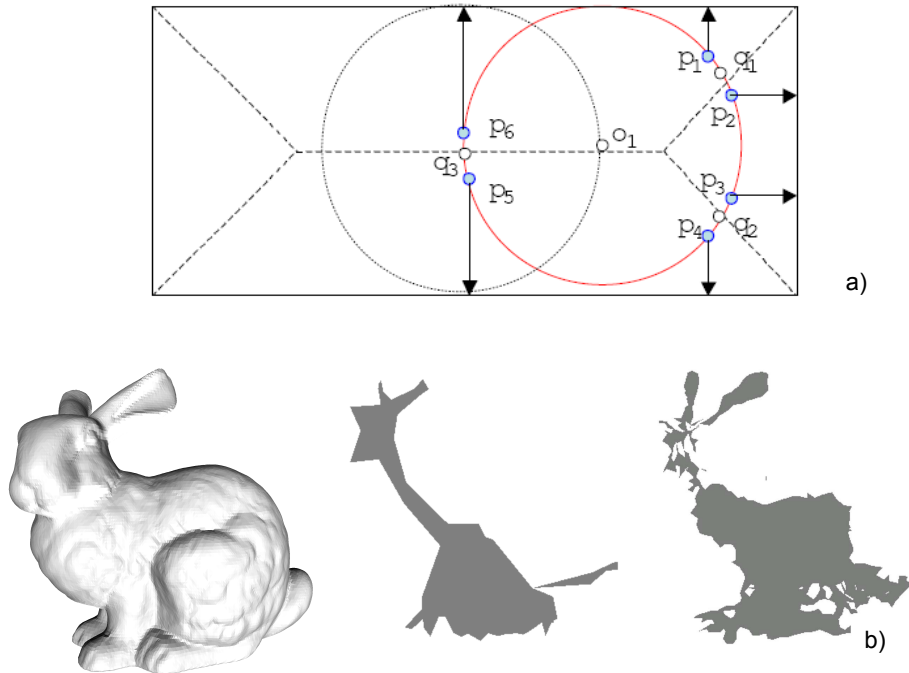 p₁ q₁
p₂
p₆ o₁
q₃
p₅
p₃
p₄ q₂
a)
b)